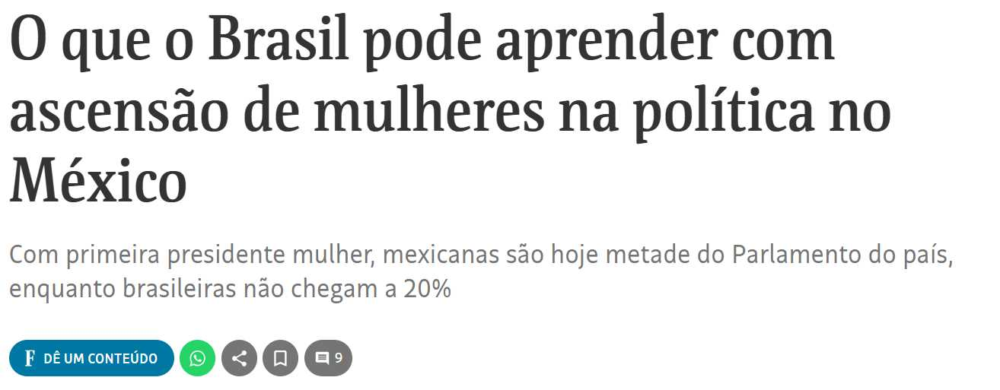 O que o Brasil pode aprender com
ascensão de mulheres na política no
México
Com primeira presidente mulher, mexicanas são hoje metade do Parlamento do país,
enquanto brasileiras não chegam a 20%
F DÊ UM CONTEÚDO 9